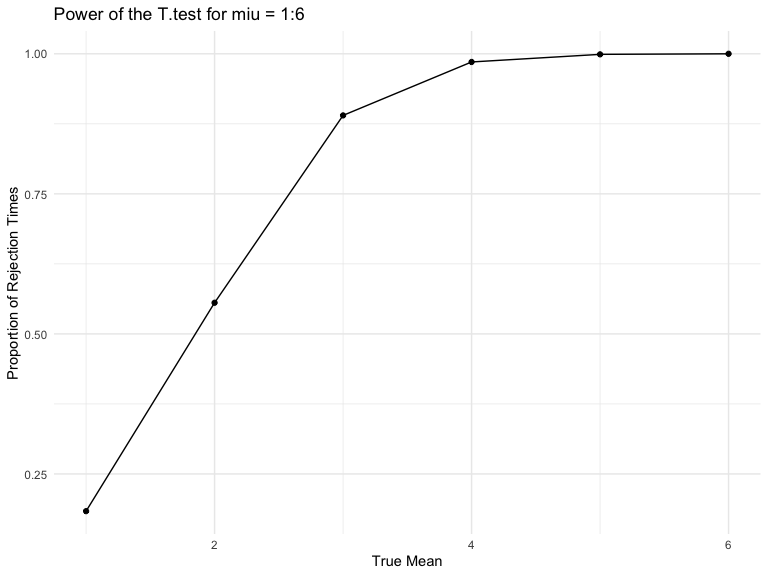 Power of the T.test for miu = 1:6
Proportion of Rejection Times
1.00
0.75
0.50
0.25
2
4
6
True Mean